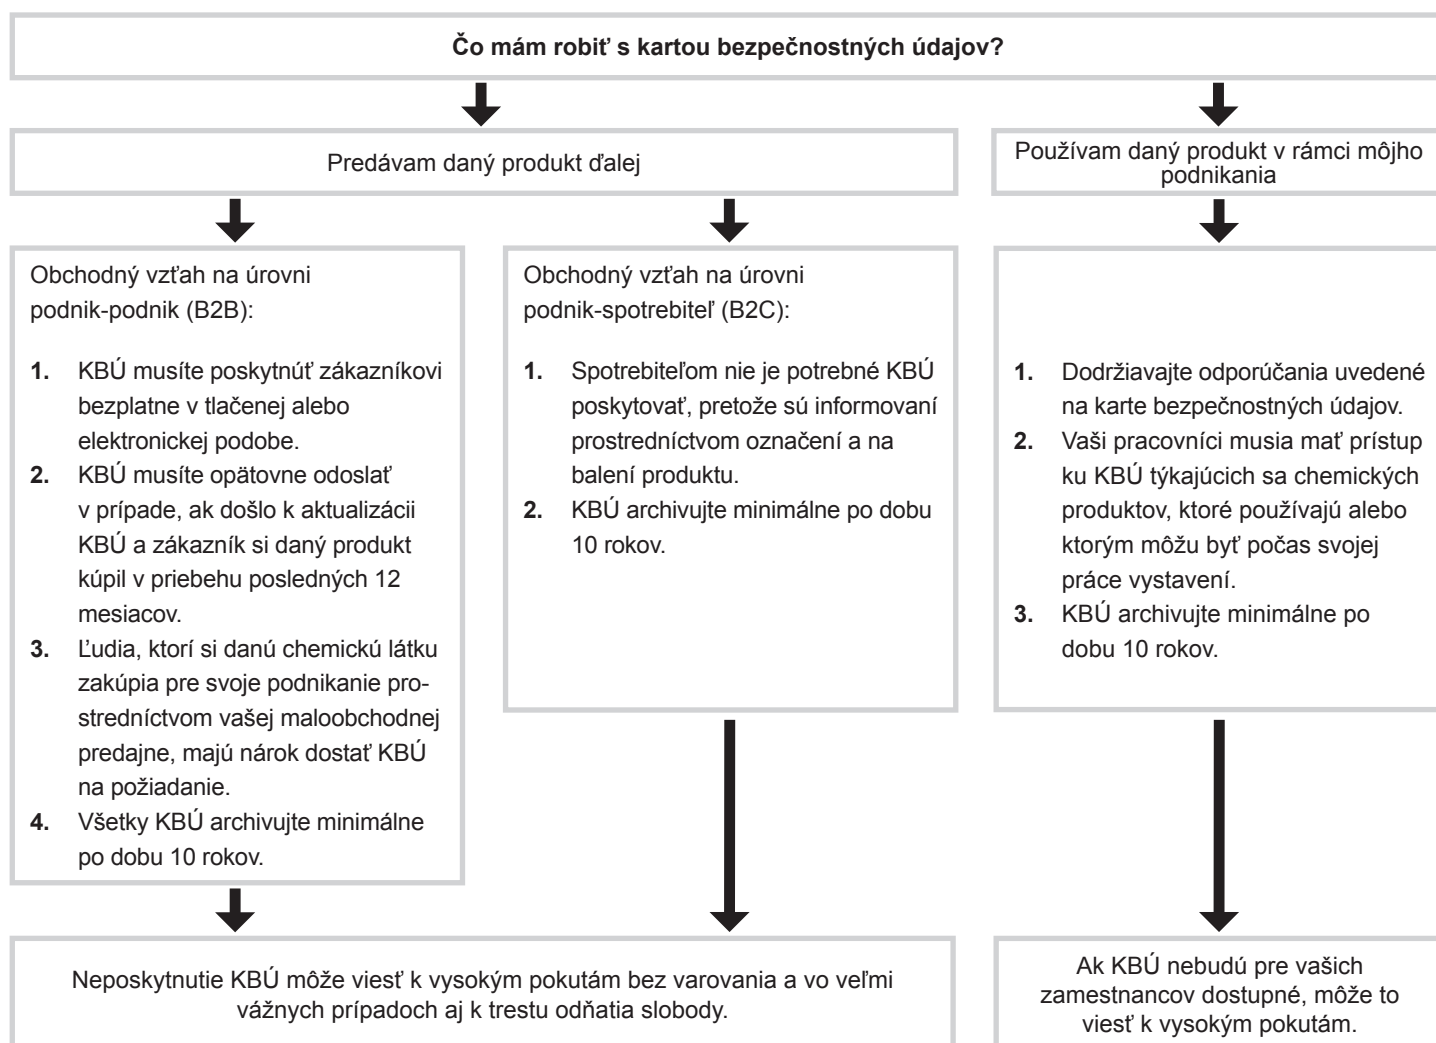 Čo mám robiť s kartou bezpečnostných údajov?
Predávam daný produkt ďalej
Používam daný produkt v rámci môjho
podnikania
Obchodný vzťah na úrovni
podnik-podnik (B2B):
1. KBÚ musíte poskytnúť zákazníkovi
bezplatne v tlačenej alebo
elektronickej podobe.
2. KBÚ musíte opätovne odoslať
v prípade, ak došlo k aktualizácii
KBÚ a zákazník si daný produkt
kúpil v priebehu posledných 12
mesiacov.
3. Ľudia, ktorí si danú chemickú látku
zakúpia pre svoje podnikanie pro-
stredníctvom vašej maloobchodnej
predajne, majú nárok dostať KBÚ
na požiadanie.
4. Všetky KBÚ archivujte minimálne
po dobu 10 rokov.
Obchodný vzťah na úrovni
podnik-spotrebiteľ (B2C):
1. Spotrebiteľom nie je potrebné KBÚ
poskytovať, pretože sú informovaní
prostredníctvom označení a na
balení produktu.
2. KBÚ archivujte minimálne po dobu
10 rokov.
1. Dodržiavajte odporúčania uvedené
na karte bezpečnostných údajov.
2. Vaši pracovníci musia mať prístup
ku KBÚ týkajúcich sa chemických
produktov, ktoré používajú alebo
ktorým môžu byť počas svojej
práce vystavení.
3. KBÚ archivujte minimálne po
dobu 10 rokov.
Neposkytnutie KBÚ môže viesť k vysokým pokutám bez varovania a vo veľmi
vážnych prípadoch aj k trestu odňatia slobody.
Ak KBÚ nebudú pre vašich
zamestnancov dostupné, môže to
viesť k vysokým pokutám.